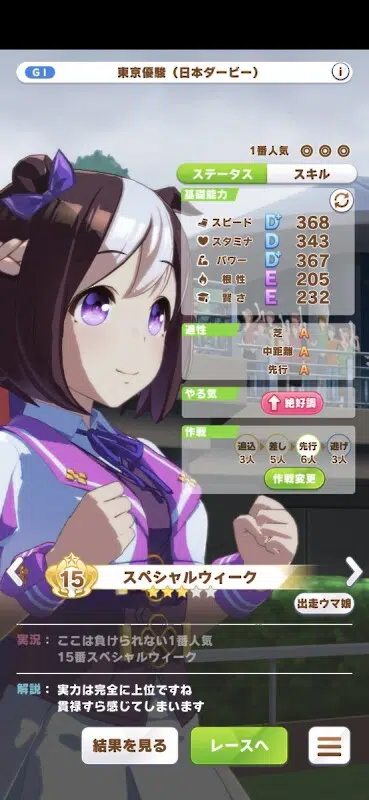 GI 東京優駿（日本ダービー） i
1番人気 ◎ ◎ ◎
ステータス スキル
基礎能力
スピード D+ 368
スタミナ D 343
パワー D+ 367
根性 E 205
賢さ E 232
適性
芝 A
中距離 A
先行 A
やる気
絶好調
作戦
追込 差し 先行 逃げ
3人 5人 6人 3人
作戦変更
15 スペシャルウィーク
出走ウマ娘
実況：ここは負けられない1番人気
15番スペシャルウィーク
解説：実力は完全に上位ですね
貫禄すら感じてしまいます
結果を見る レースへ